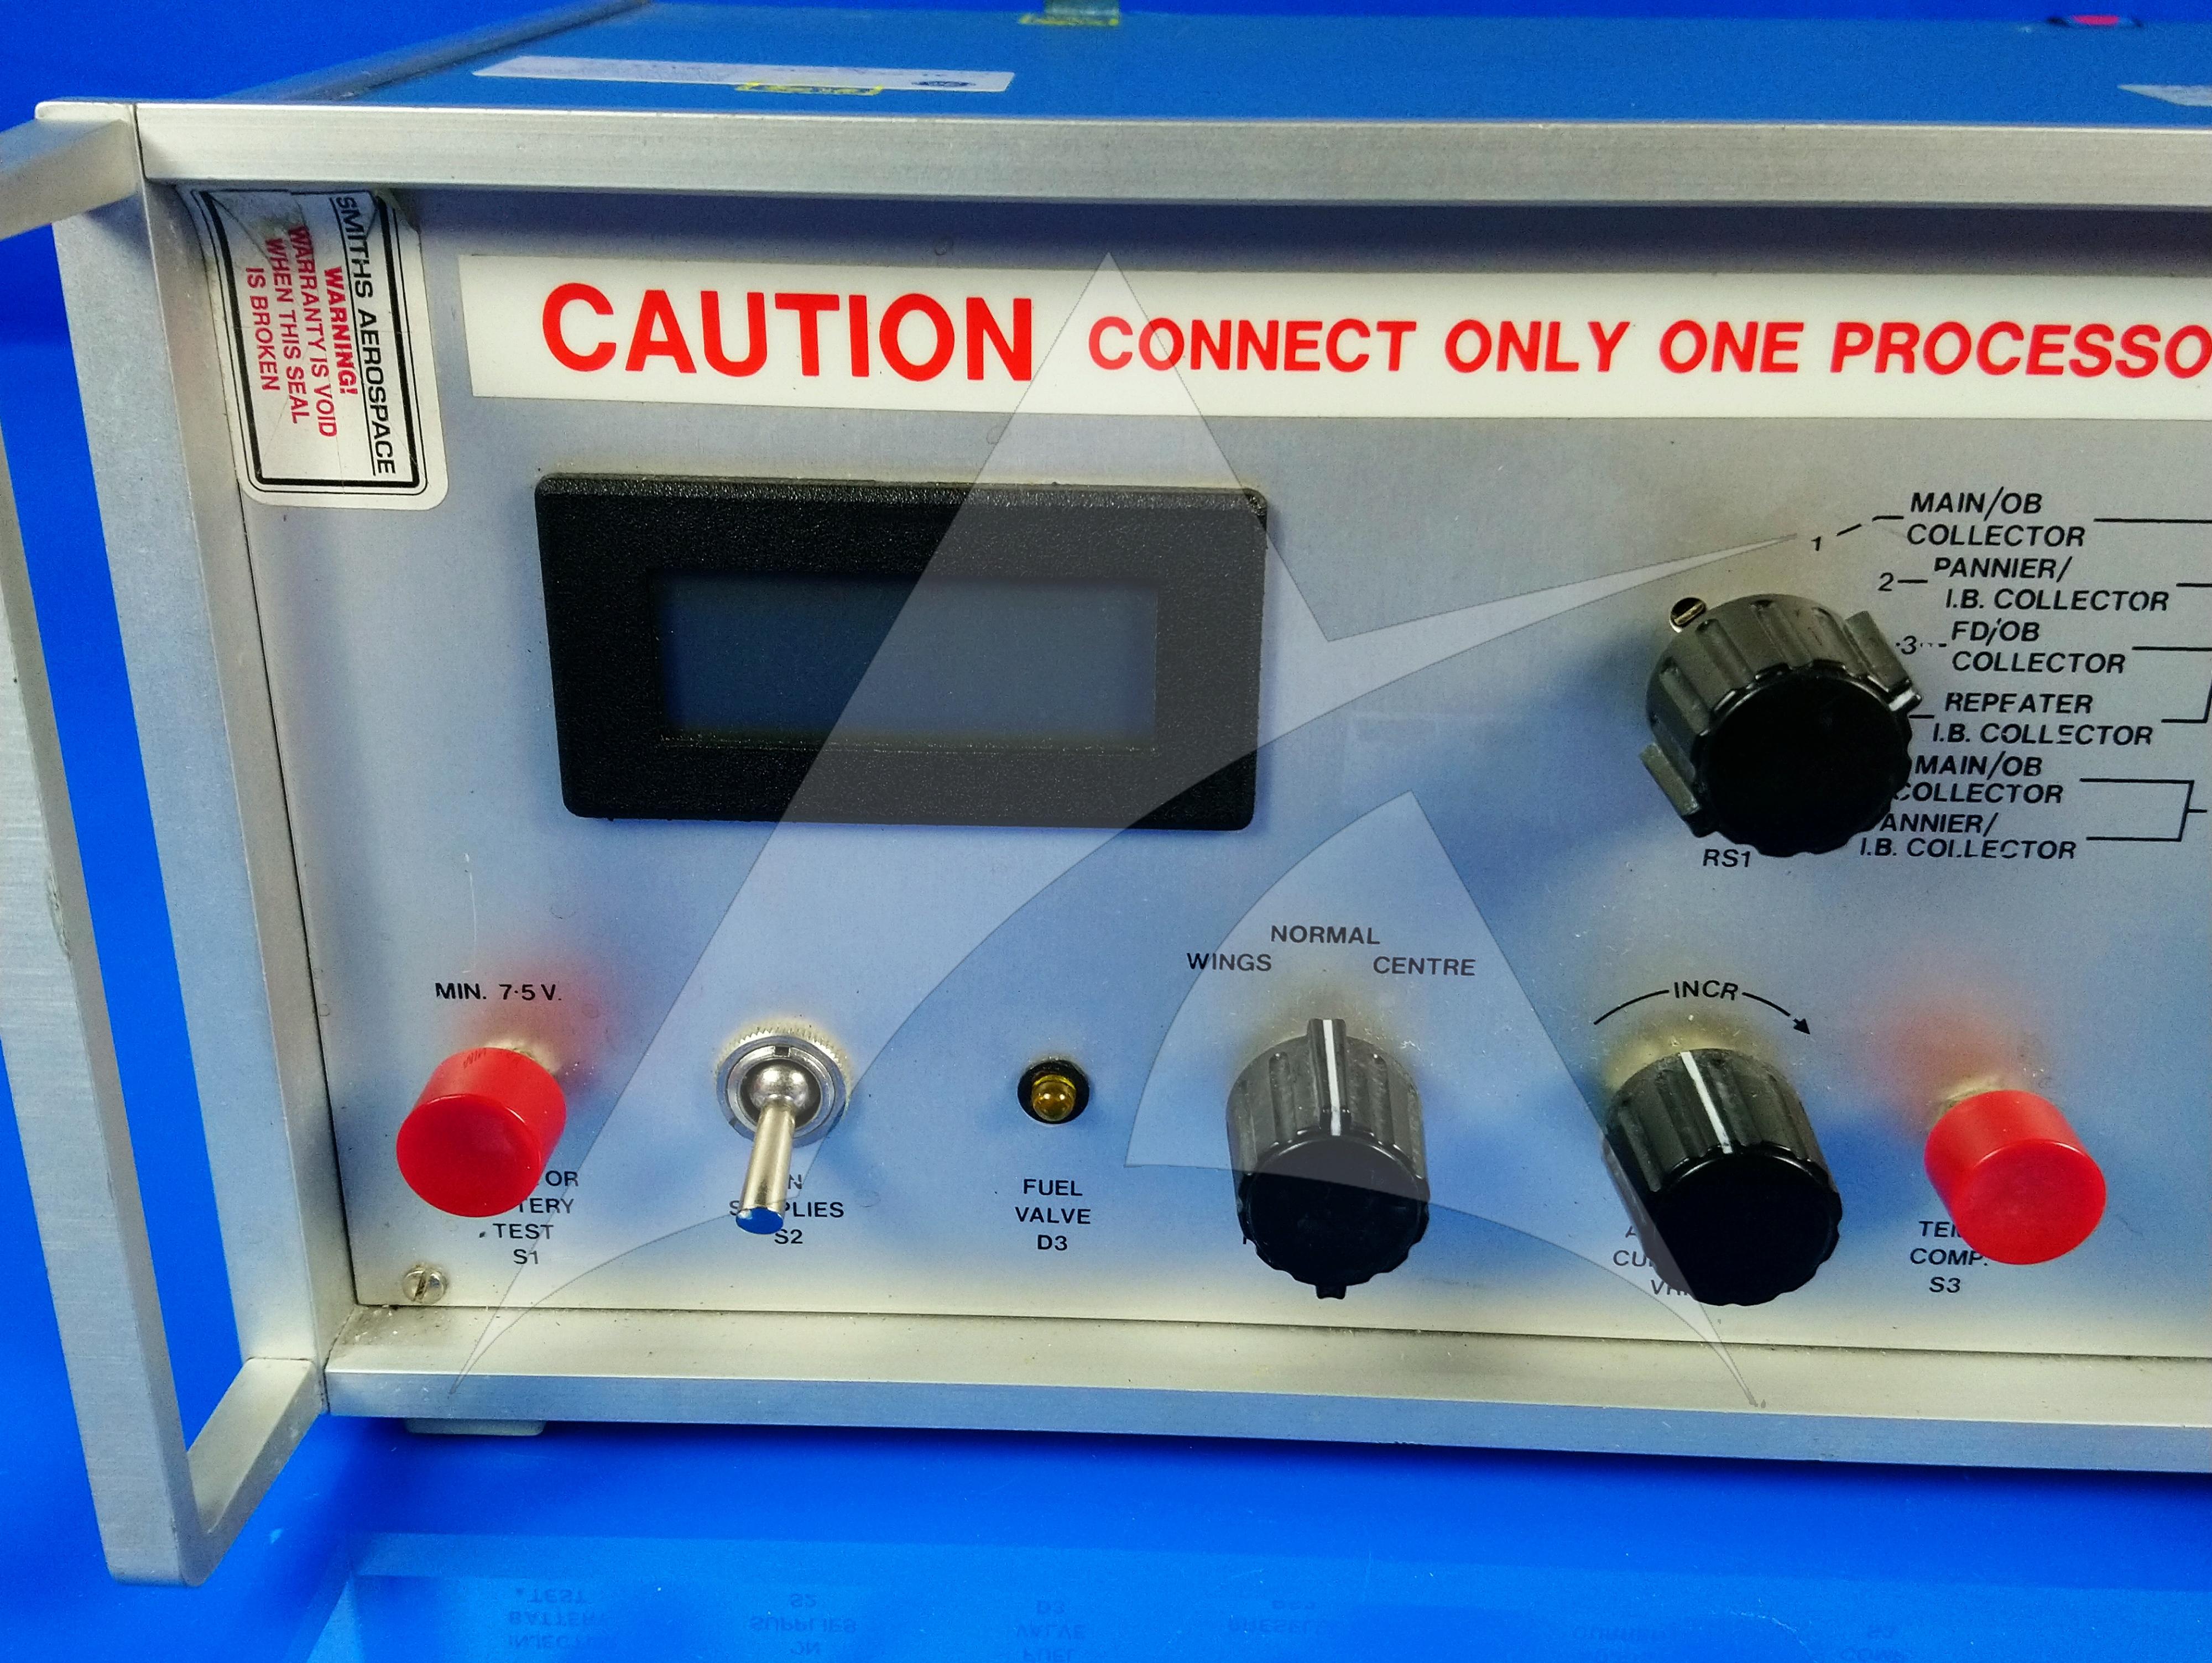 SMITHS AEROSPACE
WARNING!
WARRANTY IS VOID
WHEN THIS SEAL
IS BROKEN
CAUTION CONNECT ONLY ONE PROCESSO
1
MAIN/OB
COLLECTOR
2
PANNIER/
I.B. COLLECTOR
3
FD/OB
COLLECTOR
REPEATER
I.B. COLLECTOR
MAIN/OB
COLLECTOR
PANNIER/
I.B. COLLECTOR
RS1
NORMAL
WINGS
CENTRE
INCR
MIN. 7·5 V.
OR
TERY
TEST
S1
SUPPLIES
S2
FUEL
VALVE
D3
COMP.
S3